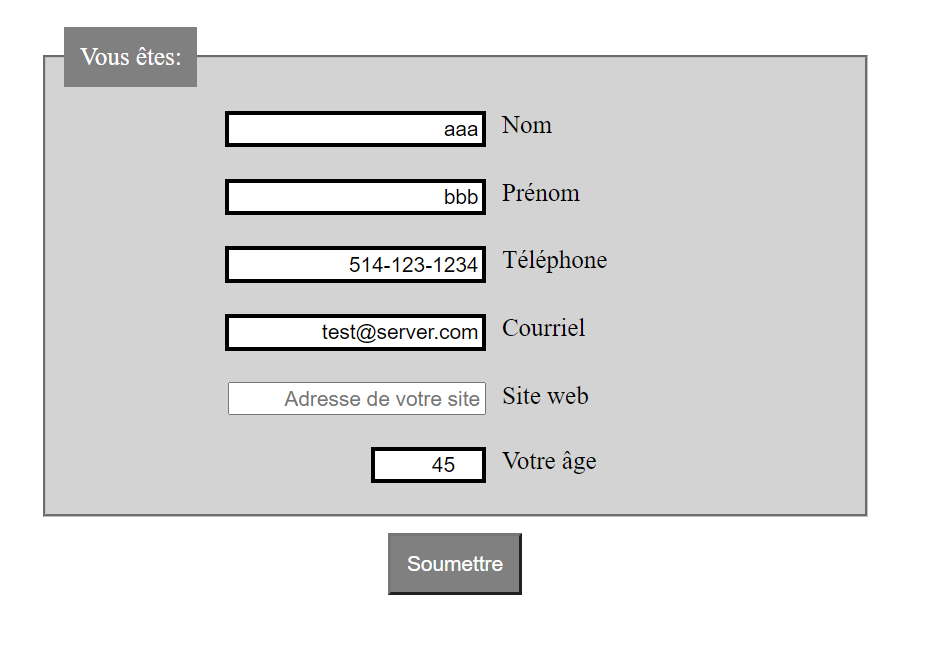 Vous êtes:
aaa Nom
bbb Prénom
514-123-1234 Téléphone
test@server.com Courriel
Adresse de votre site Site web
45 Votre âge
Soumettre